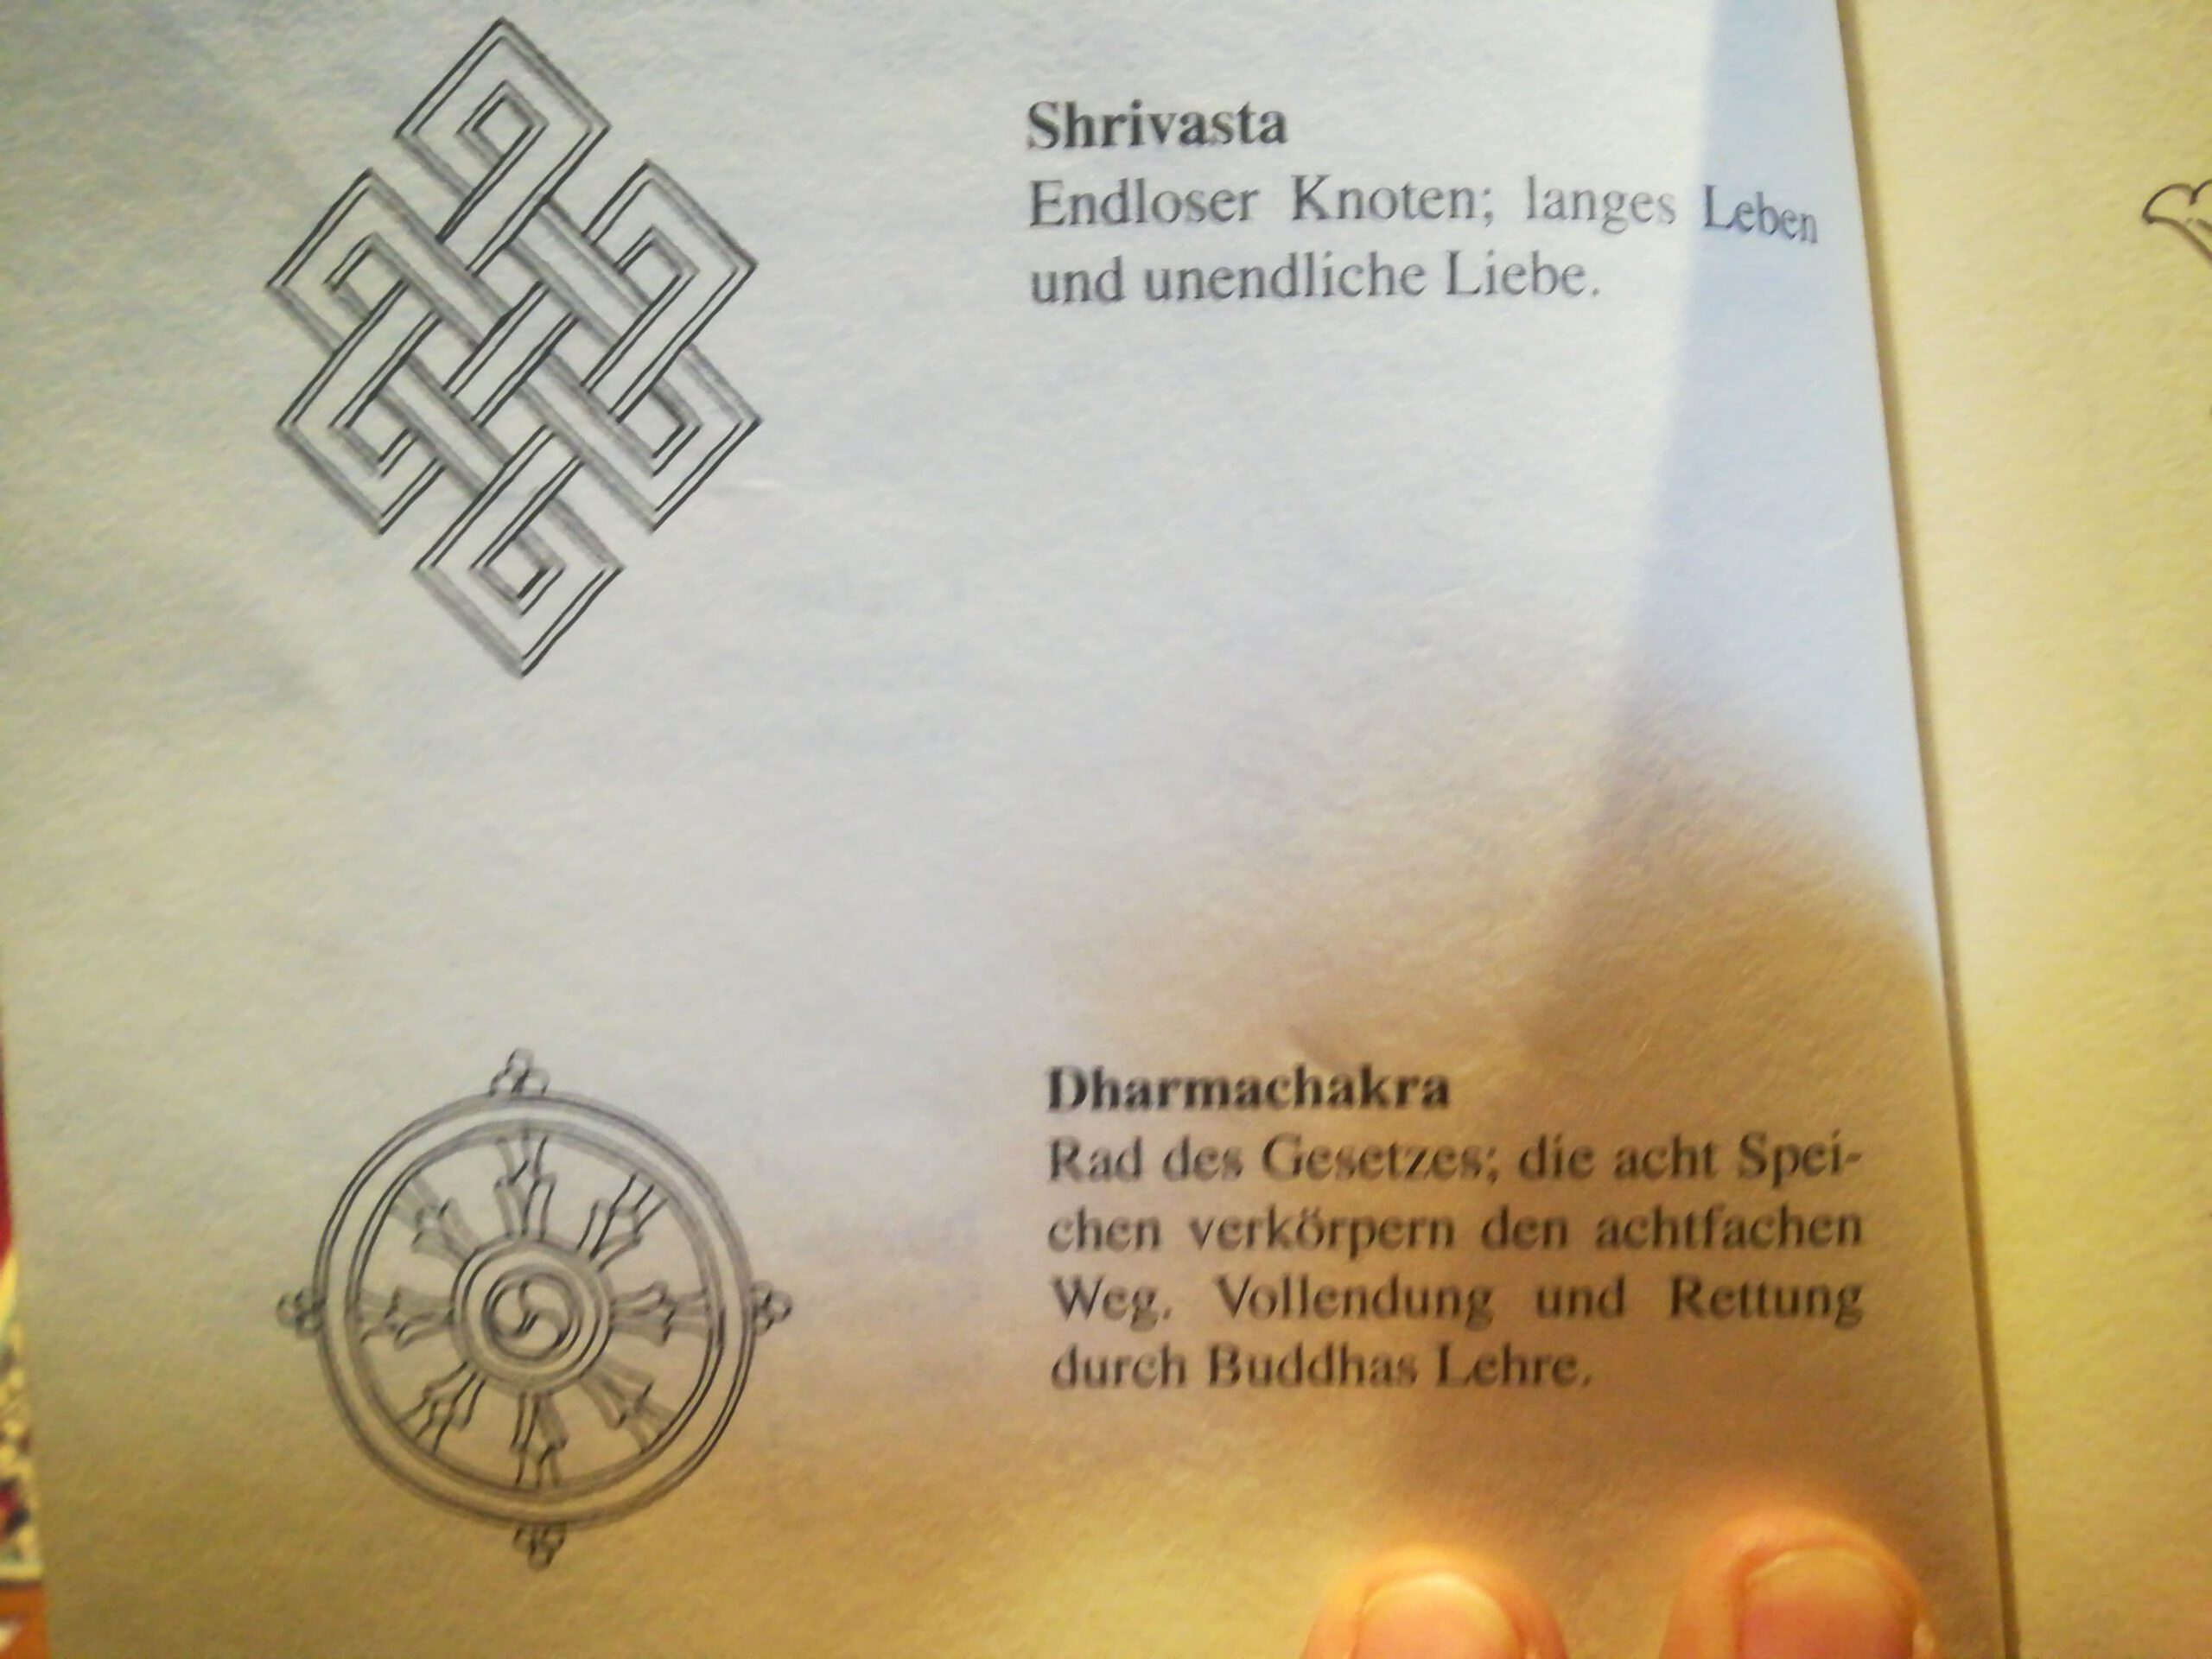 Shrivasta
Endloser Knoten; langes Leben
und unendliche Liebe.
Dharmachakra
Rad des Gesetzes; die acht Spei-
chen verkörpern den achtfachen
Weg. Vollendung und Rettung
durch Buddhas Lehre.